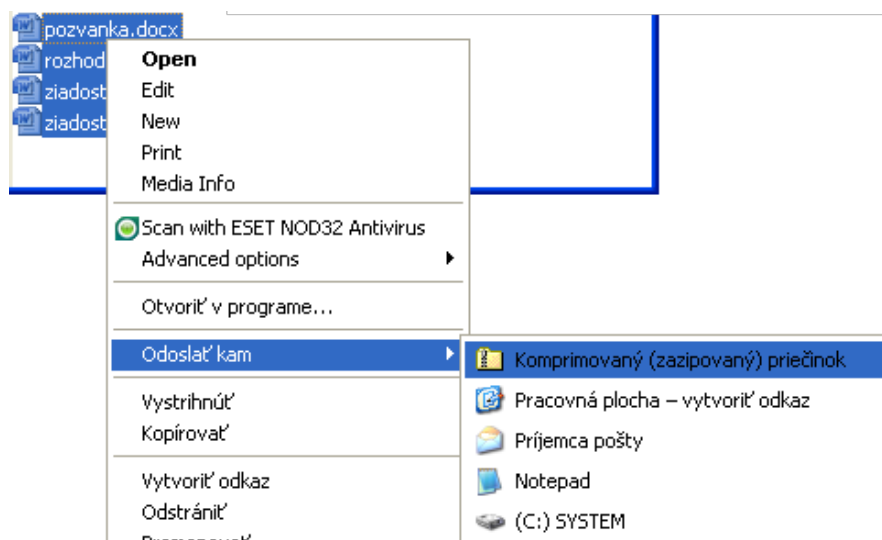 pozvanka.docx
rozhod
ziadost
ziadost
Open
Edit
New
Print
Media Info
Scan with ESET NOD32 Antivirus
Advanced options
Otvoriť v programe...
Odoslať kam
Vystrihnúť
Kopírovať
Vytvoriť odkaz
Odstrániť
Komprimovaný (zazipovaný) priečinok
Pracovná plocha – vytvoriť odkaz
Príjemca pošty
Notepad
(C:) SYSTEM